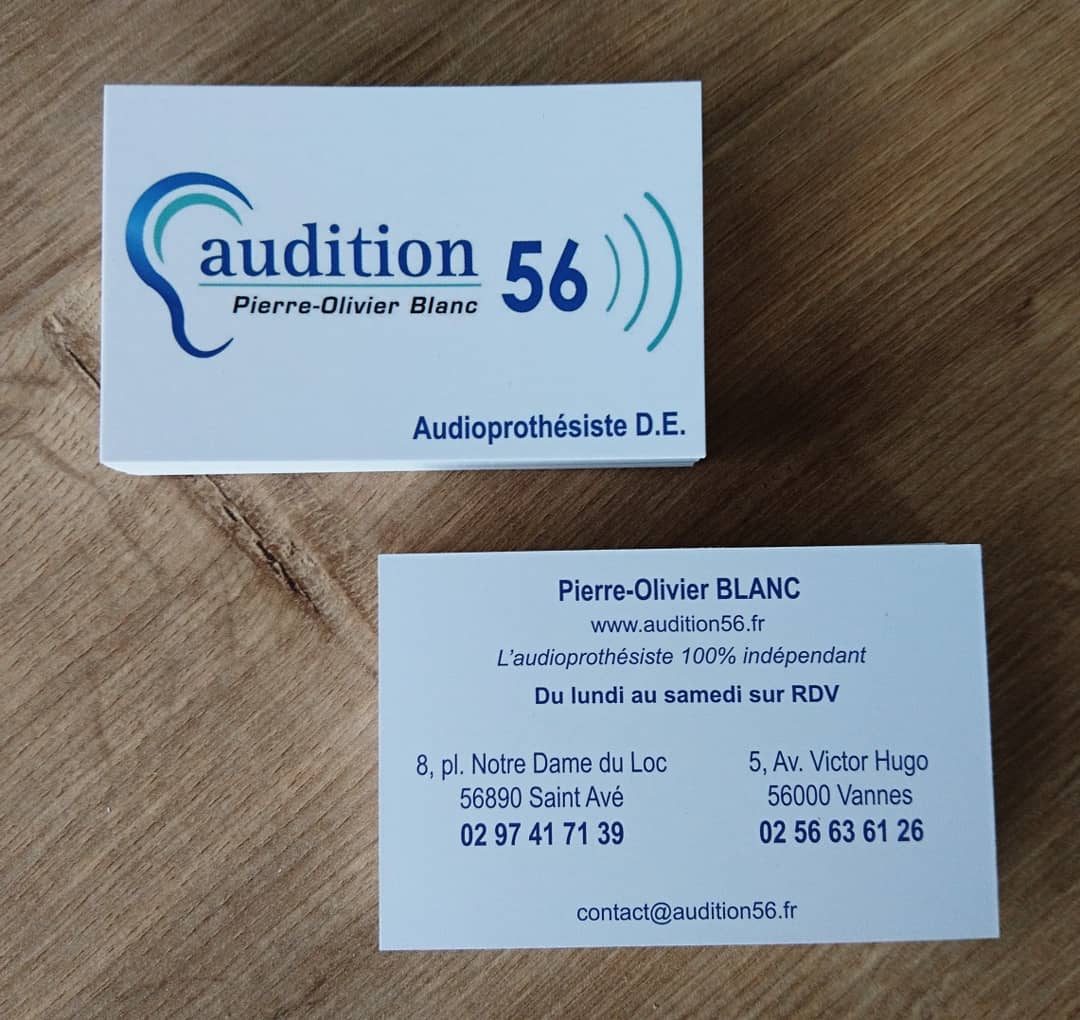 audition 56
Pierre-Olivier Blanc
Audioprothésiste D.E.
Pierre-Olivier BLANC
www.audition56.fr
L'audioprothésiste 100% indépendant
Du lundi au samedi sur RDV
8, pl. Notre Dame du Loc
56890 Saint Avé
02 97 41 71 39
5, Av. Victor Hugo
56000 Vannes
02 56 63 61 26
contact@audition56.fr